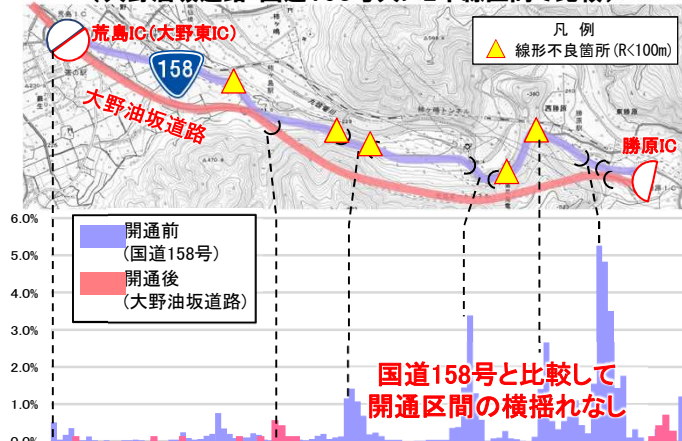 荒島IC(大野東IC)
158
大野油坂道路
凡 例
線形不良箇所(R<100m)
勝原IC
6.0%
5.0%
4.0%
3.0%
2.0%
1.0%
0.0%
開通前
(国道158号)
開通後
(大野油坂道路)
国道158号と比較して
開通区間の横揺れなし